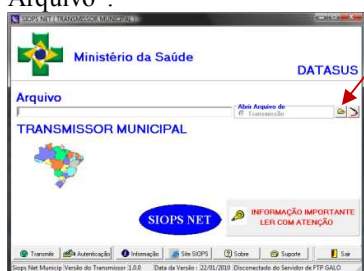 Arquivo".
SIOPS NET ( TRANSMISSOR MUNICIPAL )
Ministério da Saúde
DATASUS
Arquivo
Abrir Arquivo de
Transmissão
TRANSMISSOR MUNICIPAL
SIOPS NET
INFORMAÇÃO IMPORTANTE
LER COM ATENÇÃO
Transmitir Autenticação Informação Site SIOPS Sobre Suporte Sair
Siops Net Municip Versão do Transmissor :1.0.0 Data da Versão : 22/01/2010 Disconectado do Servidor de FTP GALO